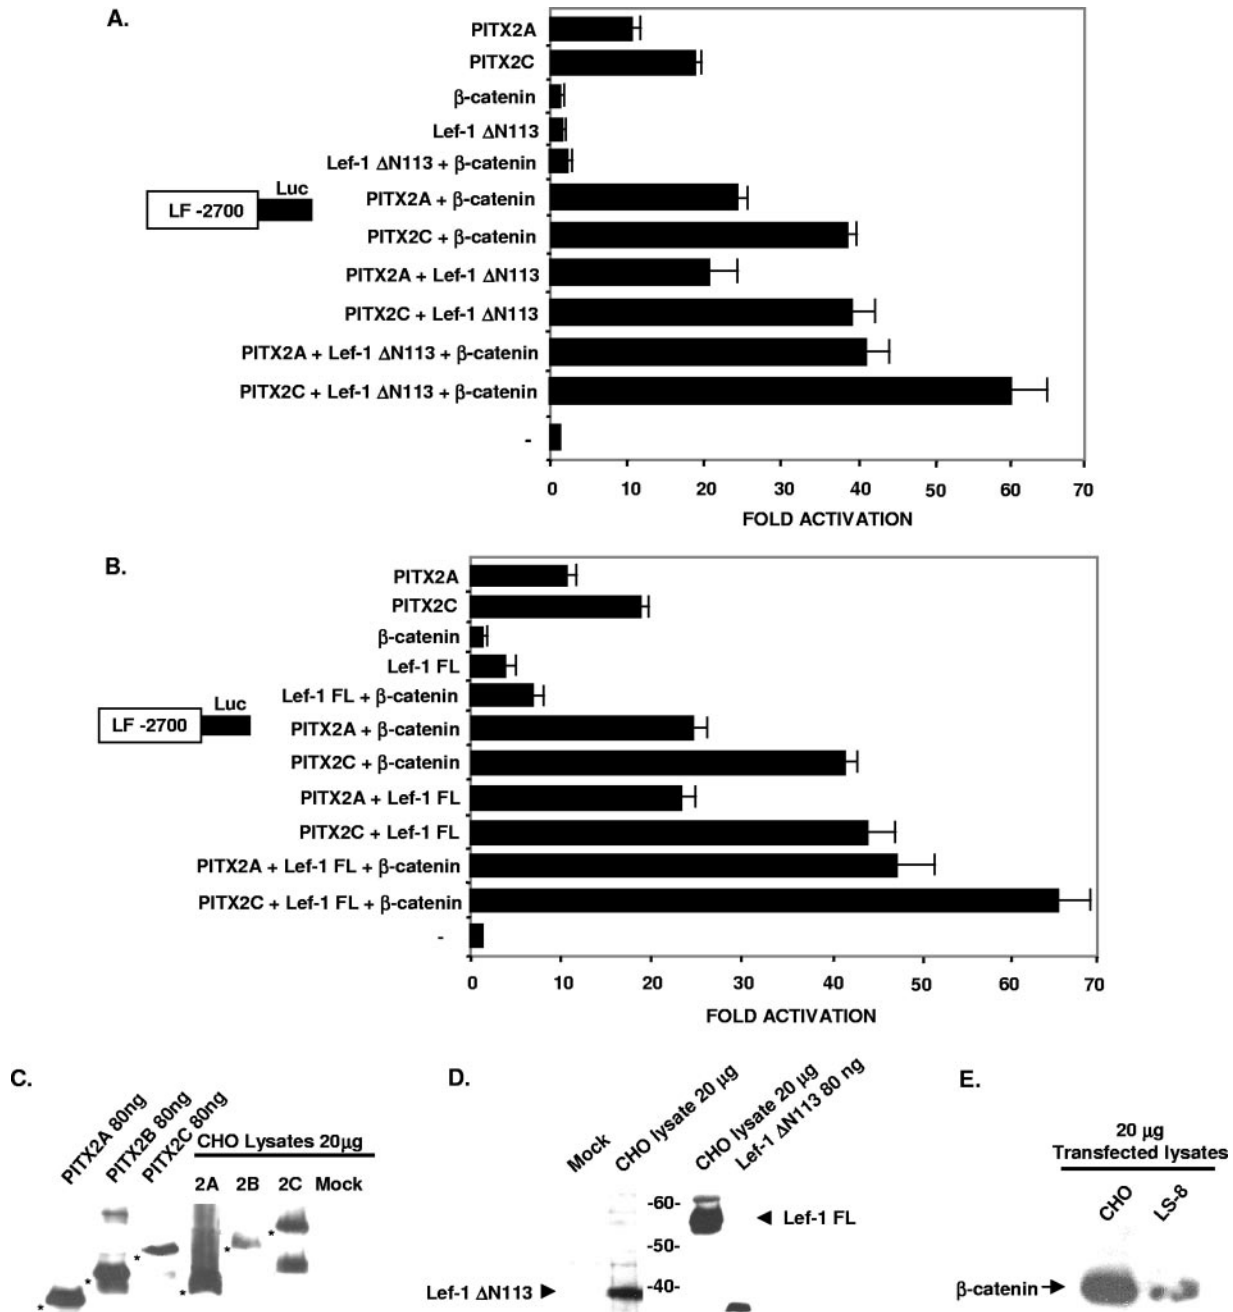 A.
PITX2A
PITX2C
β-catenin
Lef-1 ΔN113
Lef-1 ΔN113 + β-catenin
PITX2A + β-catenin
PITX2C + β-catenin
PITX2A + Lef-1 ΔN113
PITX2C + Lef-1 ΔN113
PITX2A + Lef-1 ΔN113 + β-catenin
PITX2C + Lef-1 ΔN113 + β-catenin
-
Luc
LF -2700
0 10 20 30 40 50 60 70
FOLD ACTIVATION
B.
PITX2A
PITX2C
β-catenin
Lef-1 FL
Lef-1 FL + β-catenin
PITX2A + β-catenin
PITX2C + β-catenin
PITX2A + Lef-1 FL
PITX2C + Lef-1 FL
PITX2A + Lef-1 FL + β-catenin
PITX2C + Lef-1 FL + β-catenin
-
Luc
LF -2700
0 10 20 30 40 50 60 70
FOLD ACTIVATION
C.
PITX2A 80ng
PITX2B 80ng
PITX2C 80ng
CHO Lysates 20μg
2A 2B 2C Mock
* * * * * *
D.
Mock
CHO lysate 20 μg
CHO lysate 20 μg
Lef-1 ΔN113 80 ng
-60-
Lef-1 FL
-50-
-40-
Lef-1 ΔN113
E.
20 μg
Transfected lysates
CHO
LS-8
β-catenin